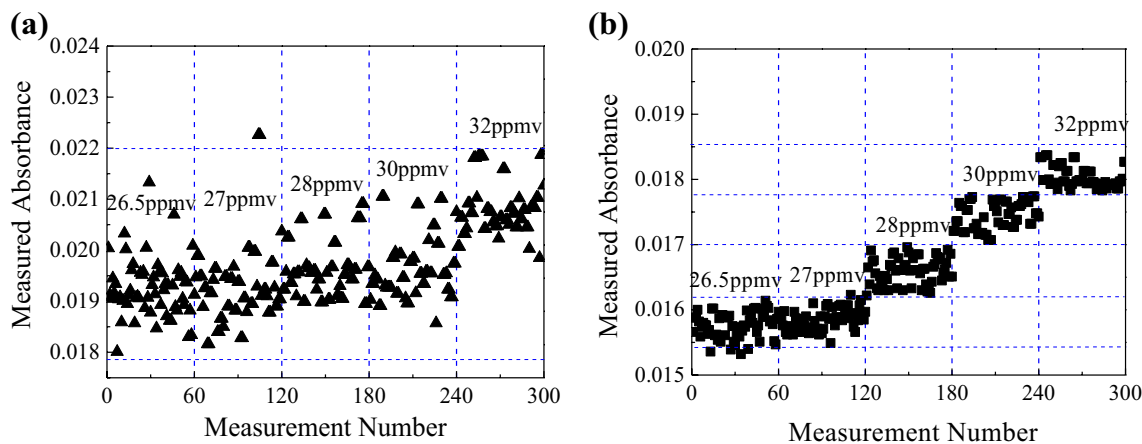 (a)
0.024
0.023
0.022
0.021
0.020
0.019
0.018
Measured Absorbance
26.5ppmv
27ppmv
28ppmv
30ppmv
32ppmv
0
60
120
180
240
300
Measurement Number
(b)
0.020
0.019
0.018
0.017
0.016
0.015
Measured Absorbance
26.5ppmv
27ppmv
28ppmv
30ppmv
32ppmv
0
60
120
180
240
300
Measurement Number